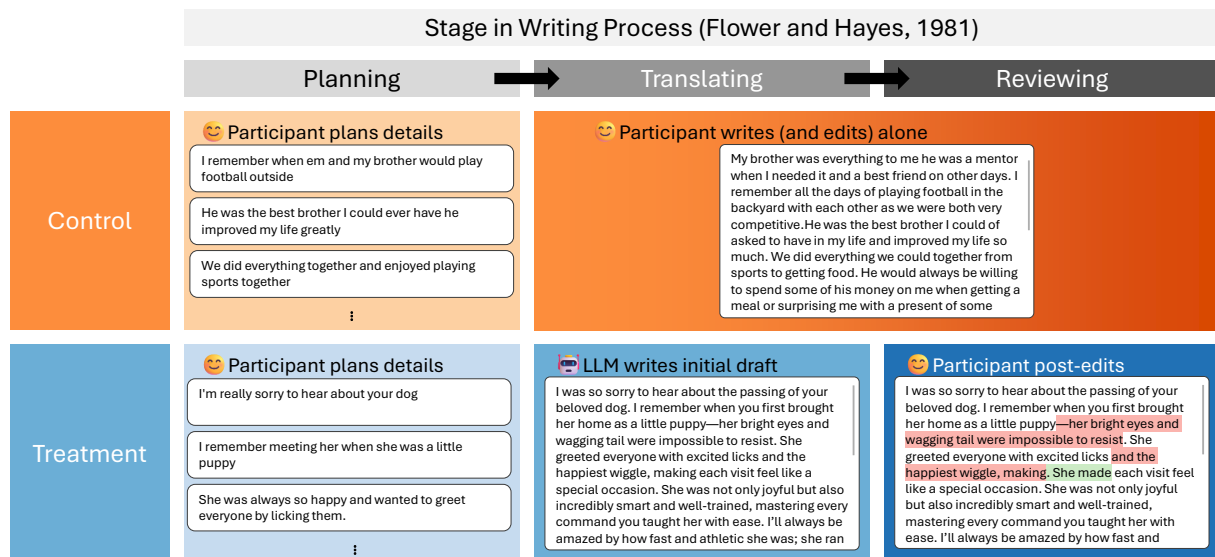 Stage in Writing Process (Flower and Hayes, 1981)
Planning
Translating
Reviewing
Control
Participant plans details
I remember when em and my brother would play
football outside
He was the best brother I could ever have he
improved my life greatly
We did everything together and enjoyed playing
sports together
Participant writes (and edits) alone
My brother was everything to me he was a mentor
when I needed it and a best friend on other days. I
remember all the days of playing football in the
backyard with each other as we were both very
competitive.He was the best brother I could of
asked to have in my life and improved my life so
much. We did everything we could together from
sports to getting food. He would always be willing
to spend some of his money on me when getting a
meal or surprising me with a present of some
Treatment
Participant plans details
I'm really sorry to hear about your dog
I remember meeting her when she was a little
puppy
She was always so happy and wanted to greet
everyone by licking them.
LLM writes initial draft
I was so sorry to hear about the passing of your
beloved dog. I remember when you first brought
her home as a little puppy—her bright eyes and
wagging tail were impossible to resist. She
greeted everyone with excited licks and the
happiest wiggle, making each visit feel like a
special occasion. She was not only joyful but also
incredibly smart and well-trained, mastering every
command you taught her with ease. I'll always be
amazed by how fast and athletic she was; she ran
Participant post-edits
I was so sorry to hear about the passing of your
beloved dog. I remember when you first brought
her home as a little puppy—her bright eyes and
wagging tail were impossible to resist. She
greeted everyone with excited licks and the
happiest wiggle, making. She made each visit feel
like a special occasion. She was not only joyful
but also incredibly smart and well-trained,
mastering every command you taught her with
ease. I'll always be amazed by how fast and